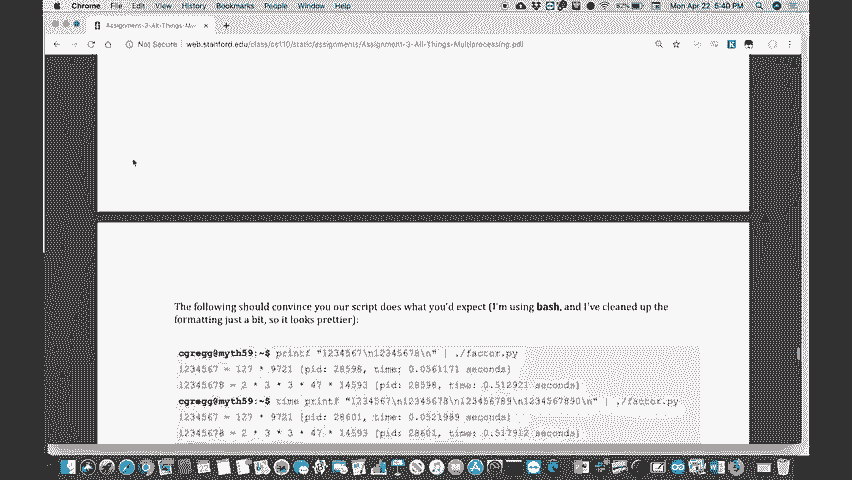 Chrome File Edit View History Bookmarks People Window Help
82% Mon Apr 22 5:40 PM
Assignment-3-All-Things-Mu
Not Secure web.stanford.edu/class/cs110/static/assignments/Assignment-3-All-Things-Multiprocessing.pdf
The following should convince you our script does what you'd expect (I'm using bash, and I've cleaned up the
formatting just a bit, so it looks prettier):
cgregg@myth59:~$ printf "1234567\n12345678\n" | ./factor.py
1234567 = 127 * 9721 [pid: 28598, time: 0.0561171 seconds]
12345678 = 2 * 3 * 3 * 47 * 14593 [pid: 28598, time: 0.512921 seconds]
cgregg@myth59:~$ time printf "1234567\n12345678\n123456789\n1234567890\n" | ./factor.py
1234567 = 127 * 9721 [pid: 28601, time: 0.0521989 seconds]
12345678 = 2 * 3 * 3 * 47 * 14593 [pid: 28601, time: 0.517912 seconds]